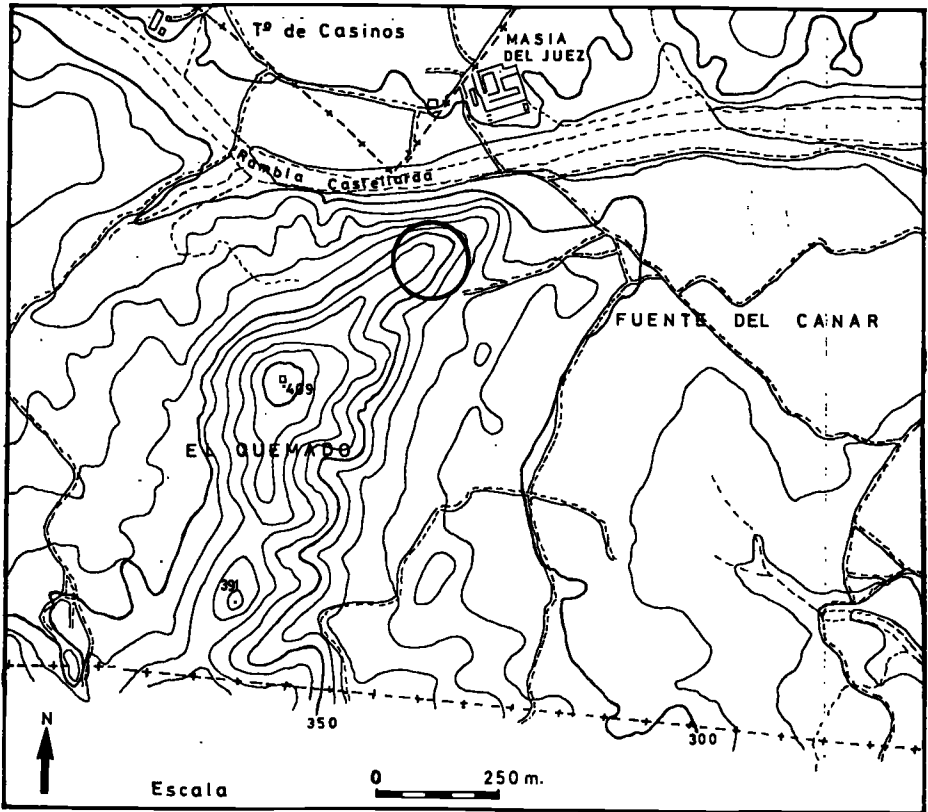 Tº de Casinos
MASIA
DEL JUEZ
Rambla Castellarda
FUENTE DEL CAÑAR
409
EL QUEMADO
391
350
300
N
Escala
0 250 m.